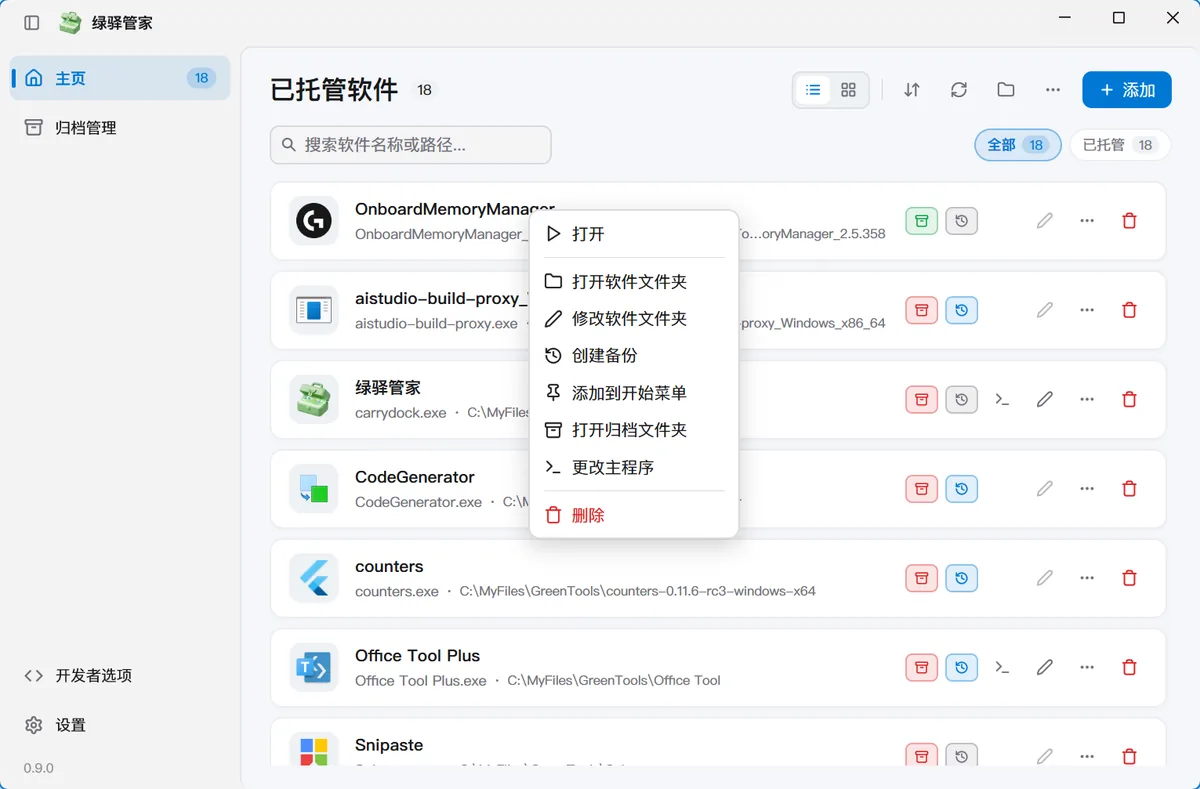 绿驿管家
主页 18
归档管理
开发者选项
设置
0.9.0
已托管软件 18
添加
搜索软件名称或路径...
全部 18
已托管 18
OnboardMemoryManager
OnboardMemoryManager_
o...oryManager_2.5.358
aistudio-build-proxy_
aistudio-build-proxy.exe ·
proxy_Windows_x86_64
绿驿管家
carrydock.exe · C:\MyFiles
CodeGenerator
CodeGenerator.exe · C:\
counters
counters.exe · C:\MyFiles\GreenTools\counters-0.11.6-rc3-windows-x64
Office Tool Plus
Office Tool Plus.exe · C:\MyFiles\GreenTools\Office Tool
Snipaste
打开
打开软件文件夹
修改软件文件夹
创建备份
添加到开始菜单
打开归档文件夹
更改主程序
删除